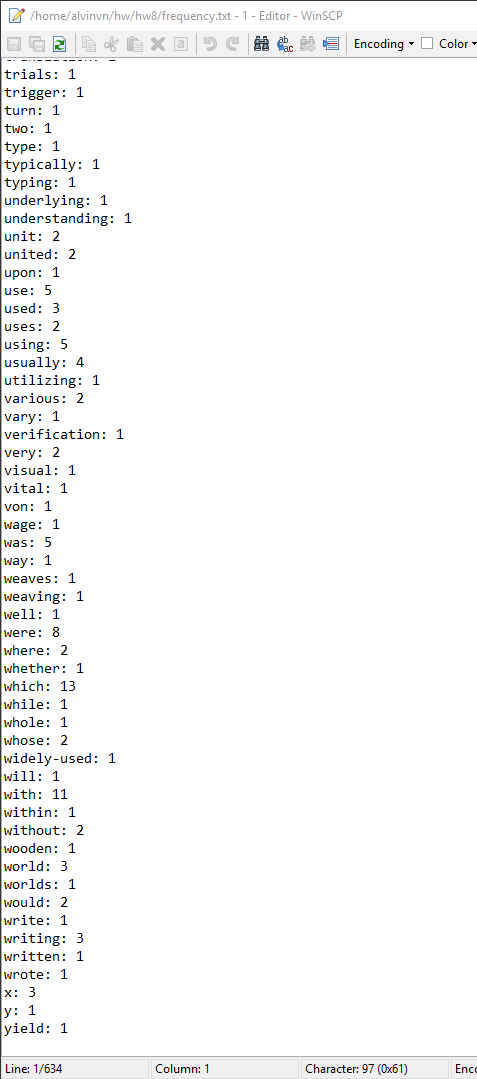 /home/alvinvn/hw/hw8/frequency.txt - 1 - Editor - WinSCP
Encoding Color
trials: 1
trigger: 1
turn: 1
two: 1
type: 1
typically: 1
typing: 1
underlying: 1
understanding: 1
unit: 2
united: 2
upon: 1
use: 5
used: 3
uses: 2
using: 5
usually: 4
utilizing: 1
various: 2
vary: 1
verification: 1
very: 2
visual: 1
vital: 1
von: 1
wage: 1
was: 5
way: 1
weaves: 1
weaving: 1
well: 1
were: 8
where: 2
whether: 1
which: 13
while: 1
whole: 1
whose: 2
widely-used: 1
will: 1
with: 11
within: 1
without: 2
wooden: 1
world: 3
worlds: 1
would: 2
write: 1
writing: 3
written: 1
wrote: 1
x: 3
y: 1
yield: 1
Line: 1/634 Column: 1 Character: 97 (0x61) Enco